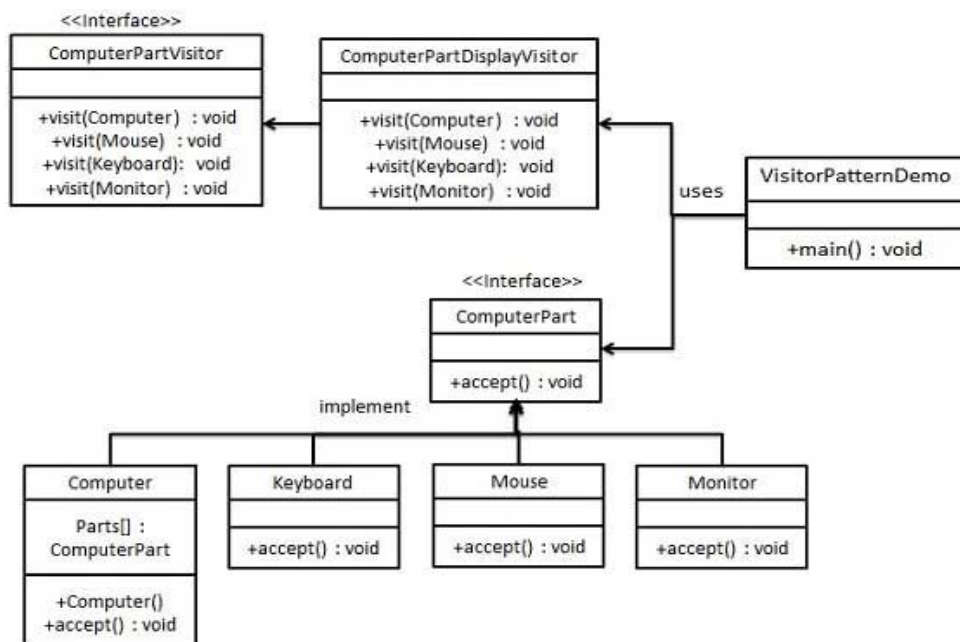 <<Interface>>
ComputerPartVisitor
+visit(Computer) : void
+visit(Mouse) : void
+visit(Keyboard): void
+visit(Monitor) : void
ComputerPartDisplayVisitor
+visit(Computer) : void
+visit(Mouse) : void
+visit(Keyboard): void
+visit(Monitor) : void
uses
VisitorPatternDemo
+main() : void
<<Interface>>
ComputerPart
+accept() : void
implement
Computer
Parts[] :
ComputerPart
+Computer()
+accept() : void
Keyboard
+accept() : void
Mouse
+accept() : void
Monitor
+accept() : void